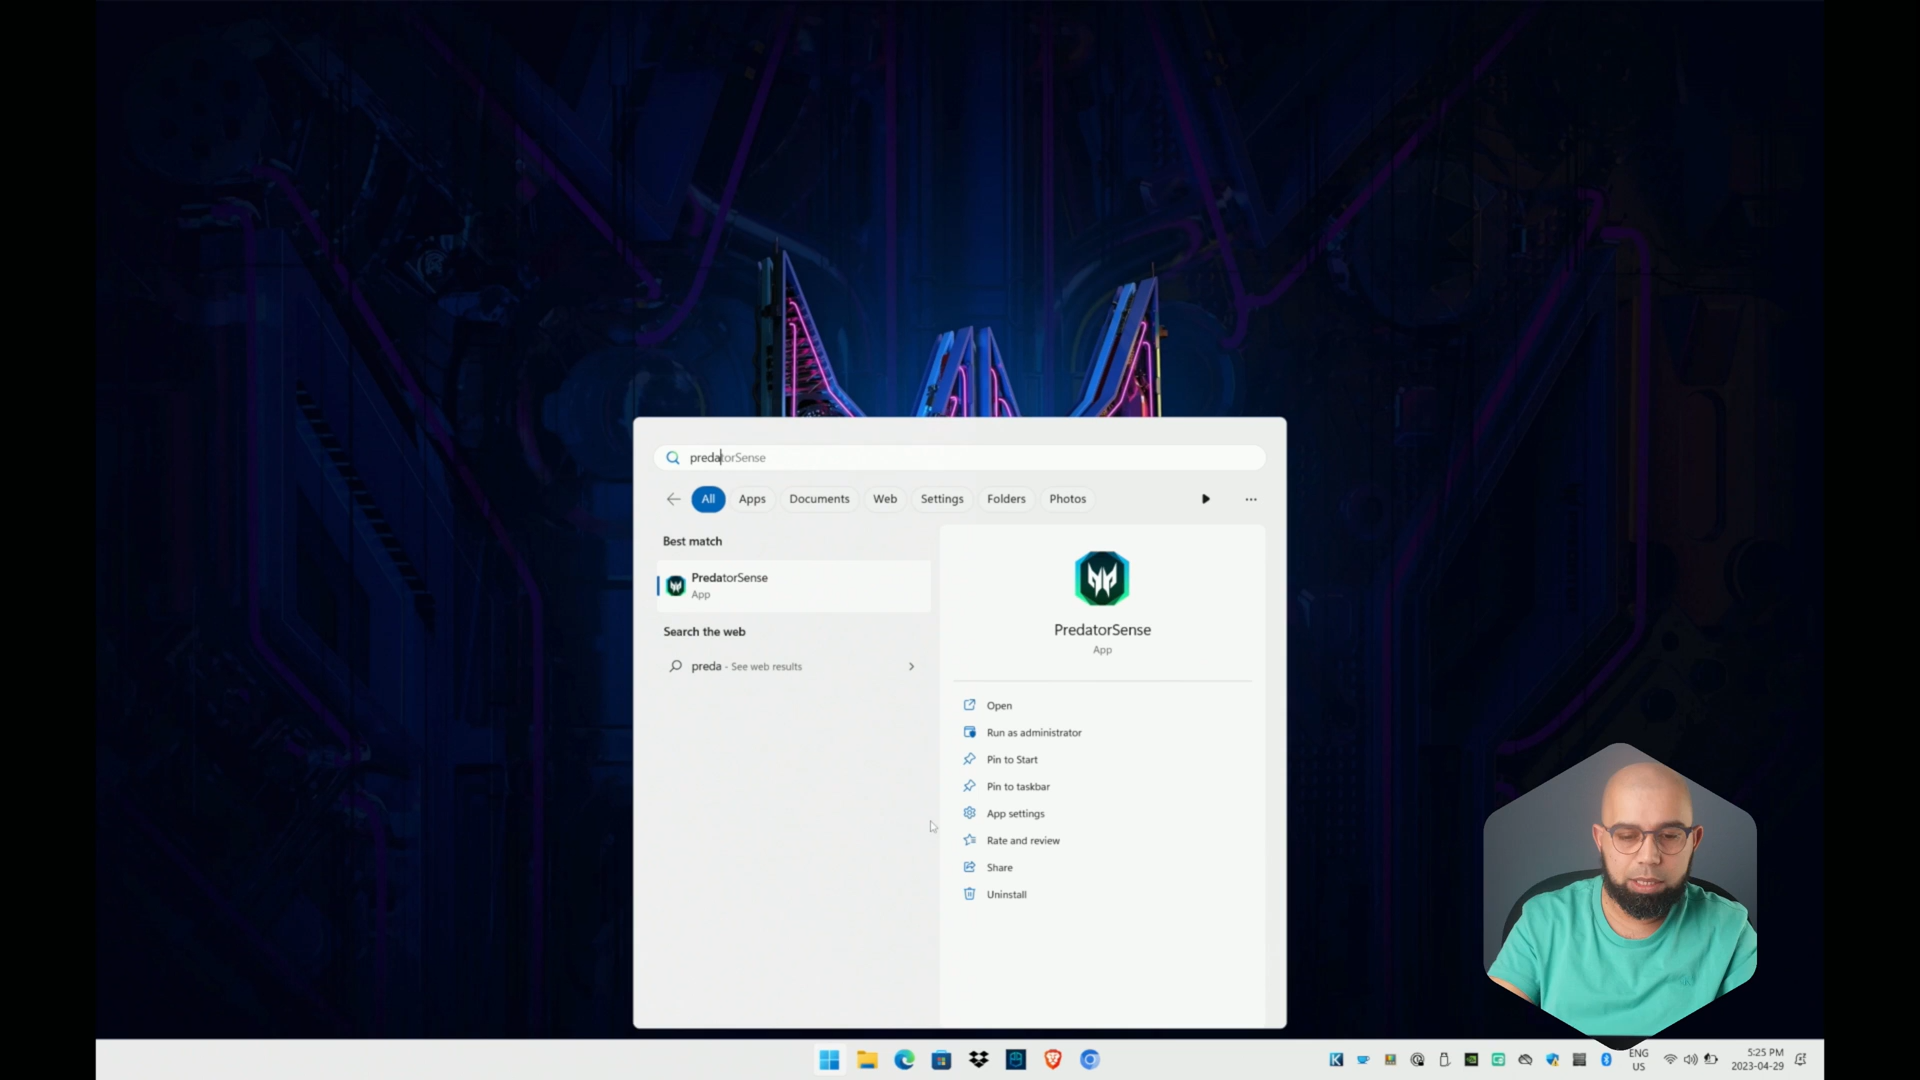 predatorSense
All Apps Documents Web Settings Folders Photos
Best match
PredatorSense
App
Search the web
preda - See web results
PredatorSense
App
Open
Run as administrator
Pin to Start
Pin to taskbar
App settings
Rate and review
Share
Uninstall
ENG
US
5:25 PM
2023-04-29